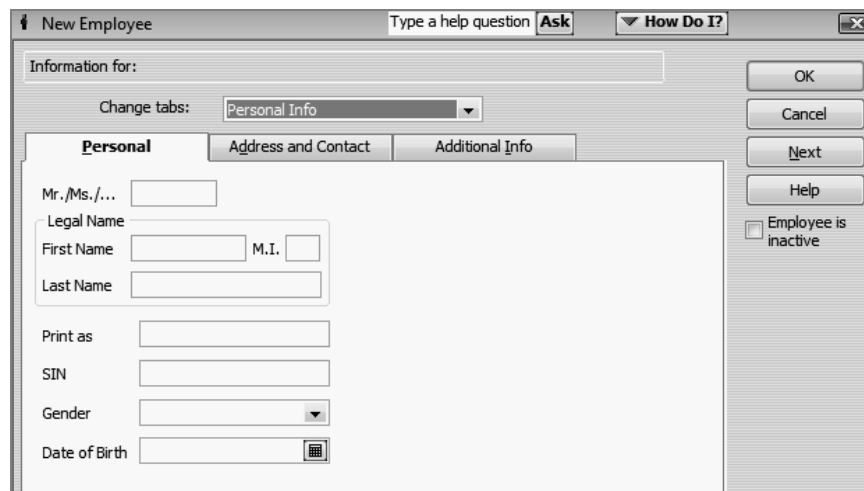 New Employee
Type a help question Ask
How Do I?
Information for:
Change tabs: Personal Info
Personal
Address and Contact
Additional Info
Mr./Ms./...
Legal Name
First Name
M.I.
Last Name
Print as
SIN
Gender
Date of Birth
OK
Cancel
Next
Help
Employee is
inactive